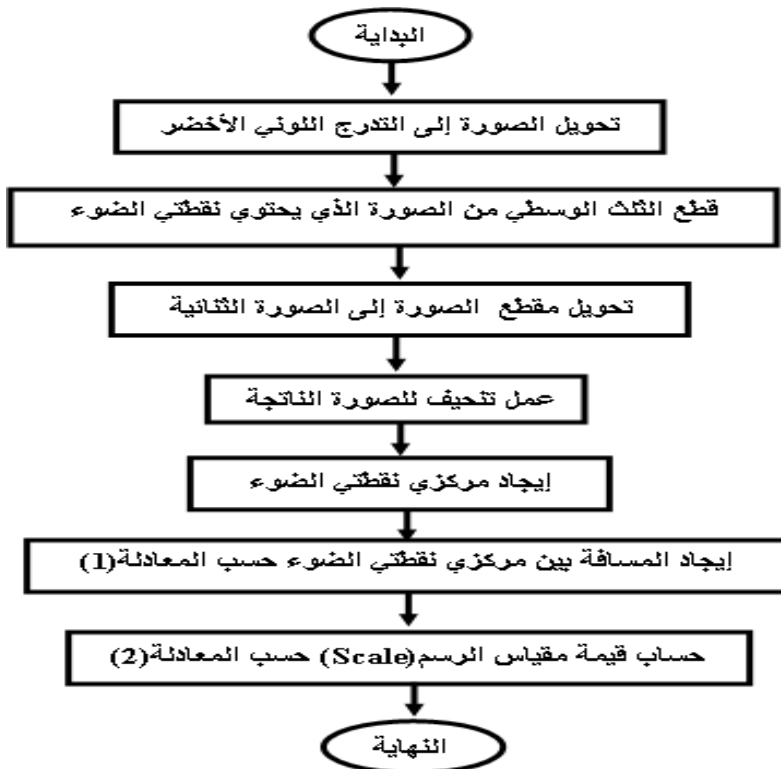 البداية
تحويل الصورة إلى التدرج اللوني الأخضر
قطع الثلث الوسطي من الصورة الذي يحتوي نقطتي الضوء
تحويل مقطع الصورة إلى الصورة الثنائية
عمل تنحيف للصورة الناتجة
إيجاد مركزي نقطتي الضوء
إيجاد المسافة بين مركزي نقطتي الضوء حسب المعادلة(1)
حساب قيمة مقياس الرسم(Scale) حسب المعادلة(2)
النهاية